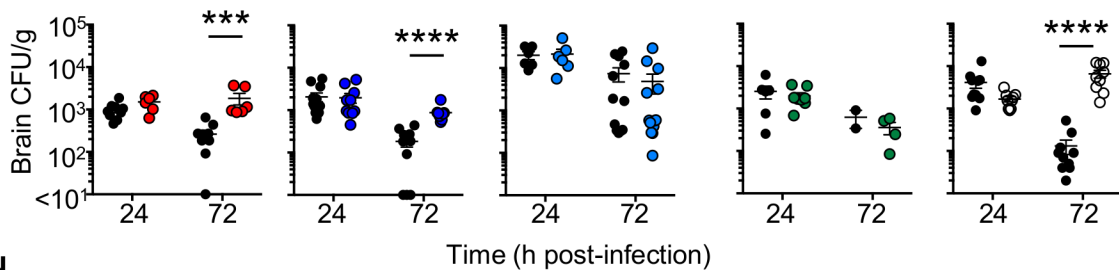 *** **** ****
Brain CFU/g
10⁵
10⁴
10³
10²
<10¹
24 72 24 72 24 72 24 72 24 72
Time (h post-infection)